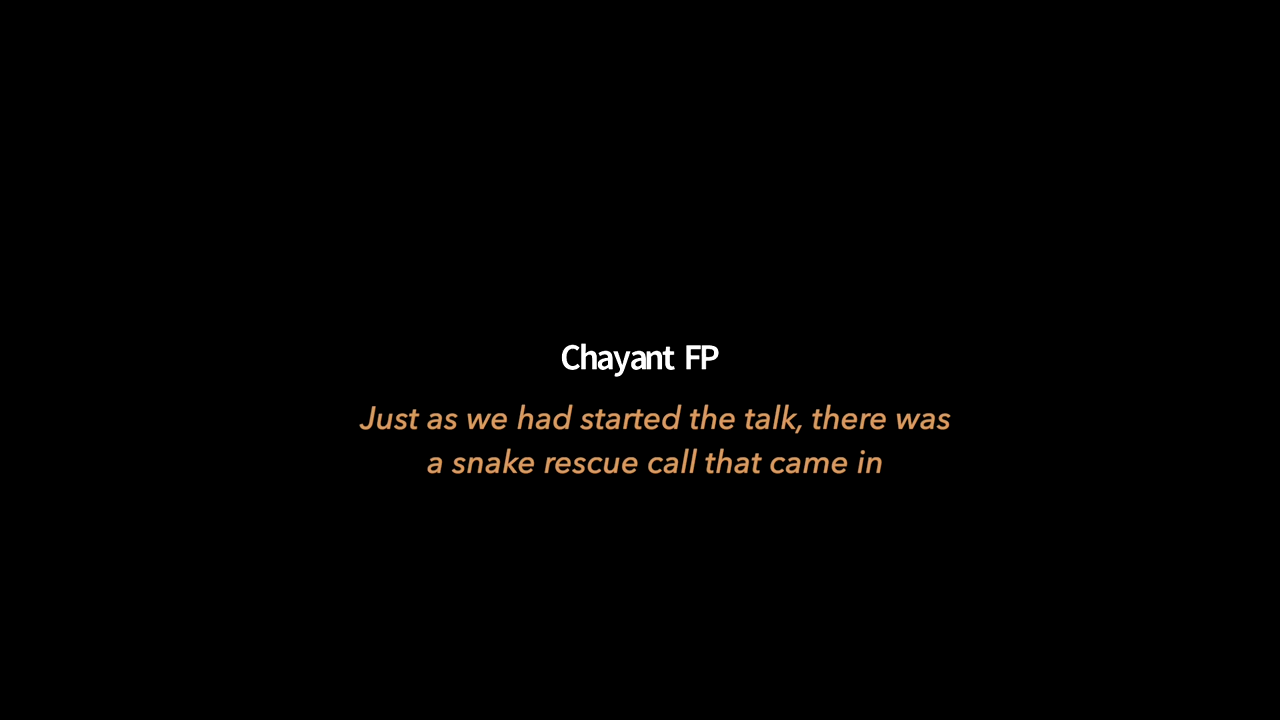 Chayant FP
Just as we had started the talk, there was
a snake rescue call that came in